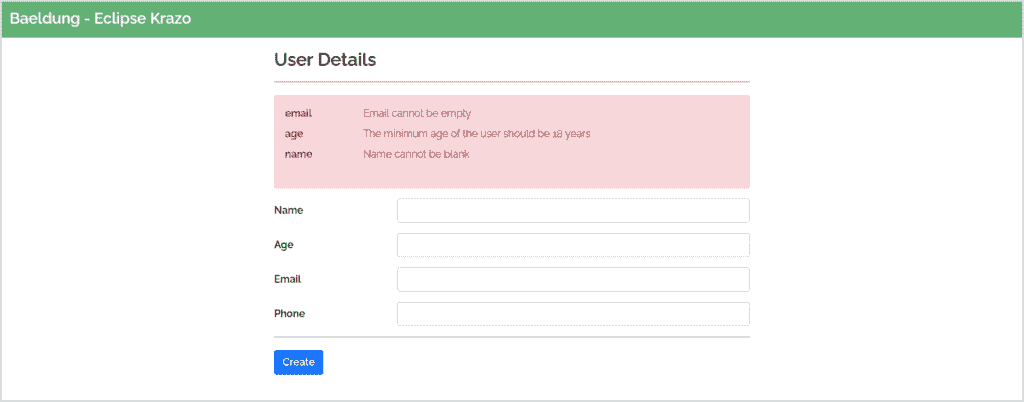 Baeldung - Eclipse Krazo
User Details
email Email cannot be empty
age The minimum age of the user should be 18 years
name Name cannot be blank
Name
Age
Email
Phone
Create